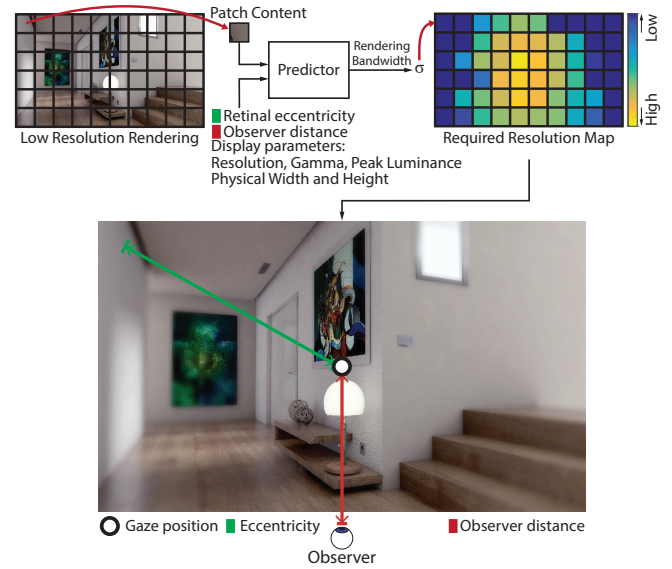 Patch Content
Predictor
Rendering
Bandwidth
σ
Low
High
Low Resolution Rendering
Retinal eccentricity
Observer distance
Display parameters:
Resolution, Gamma, Peak Luminance
Physical Width and Height
Required Resolution Map
Gaze position
Eccentricity
Observer distance
Observer